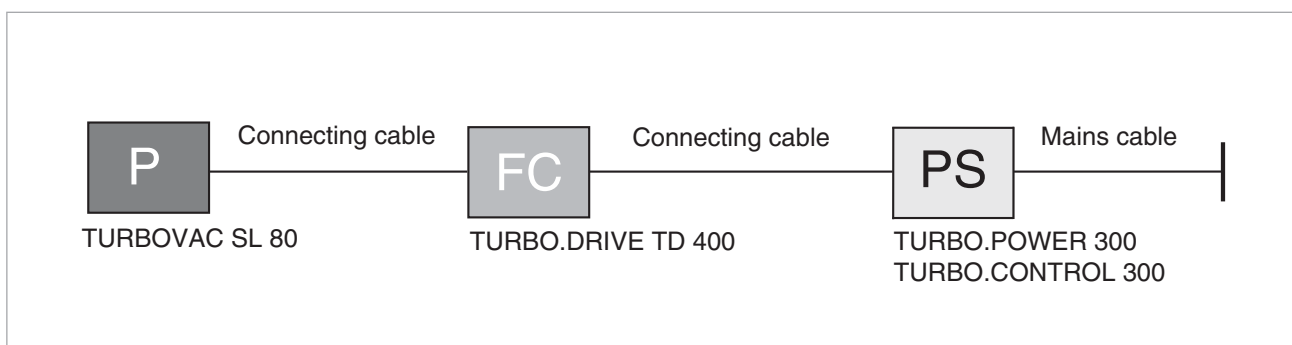 Connecting cable
Connecting cable
Mains cable
P
FC
PS
TURBOVAC SL 80
TURBO.DRIVE TD 400
TURBO.POWER 300
TURBO.CONTROL 300